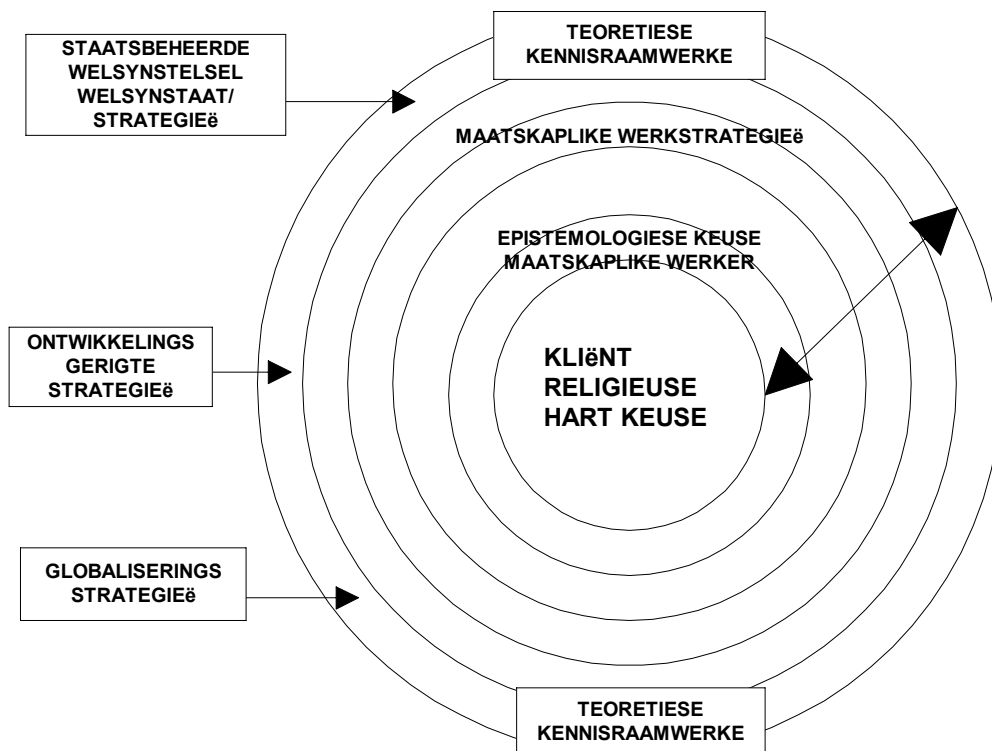 STAATSBEHEERDE
WELSYNSTELSEL
WELSYNSTAAT/
STRATEGIEë
TEORETIESE
KENNISRAAMWERKE
MAATSKAPLIKE WERKSTRATEGIEë
EPISTEMOLOGIESE KEUSE
MAATSKAPLIKE WERKER
ONTWIKKELINGS
GERIGTE
STRATEGIEë
KLIëNT
RELIGIEUSE
HART KEUSE
GLOBALISERINGS
STRATEGIEë
TEORETIESE
KENNISRAAMWERKE